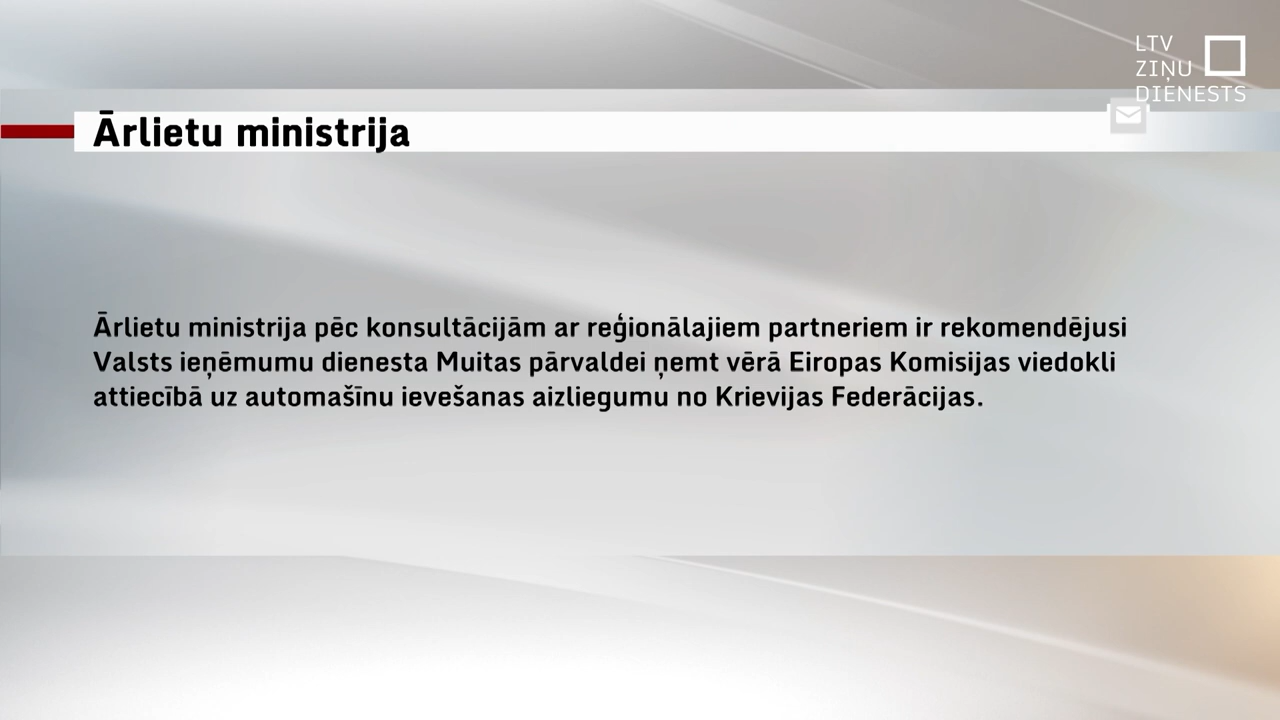 LTV
ZIŅU
DIENESTS
Ārlietu ministrija
Ārlietu ministrija pēc konsultācijām ar reģionālajiem partneriem ir rekomendējusi
Valsts ieņēmumu dienesta Muitas pārvaldei ņemt vērā Eiropas Komisijas viedokli
attiecībā uz automašīnu ievešanas aizliegumu no Krievijas Federācijas.